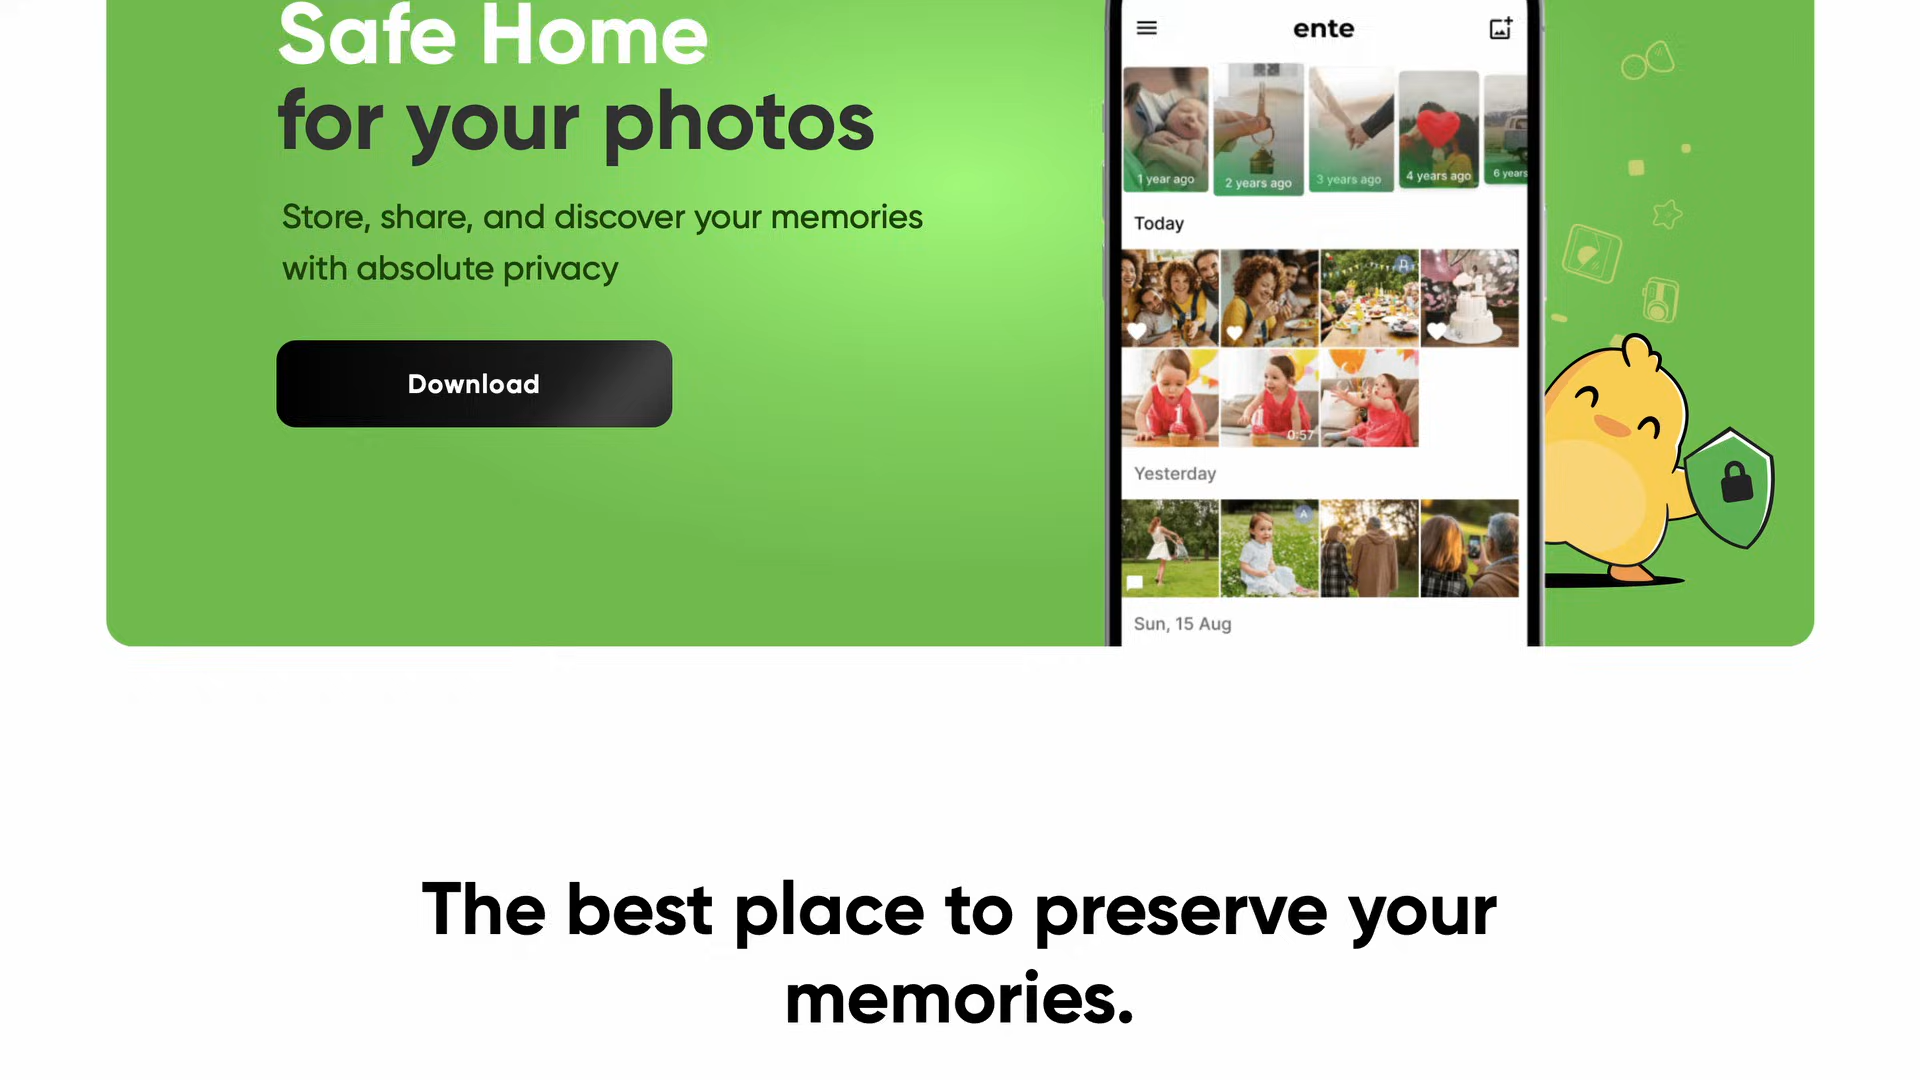 Safe Home
for your photos
Store, share, and discover your memories
with absolute privacy
Download
ente
1 year ago
2 years ago
3 years ago
4 years ago
6 years
Today
0:57
Yesterday
A
Sun, 15 Aug
The best place to preserve your
memories.